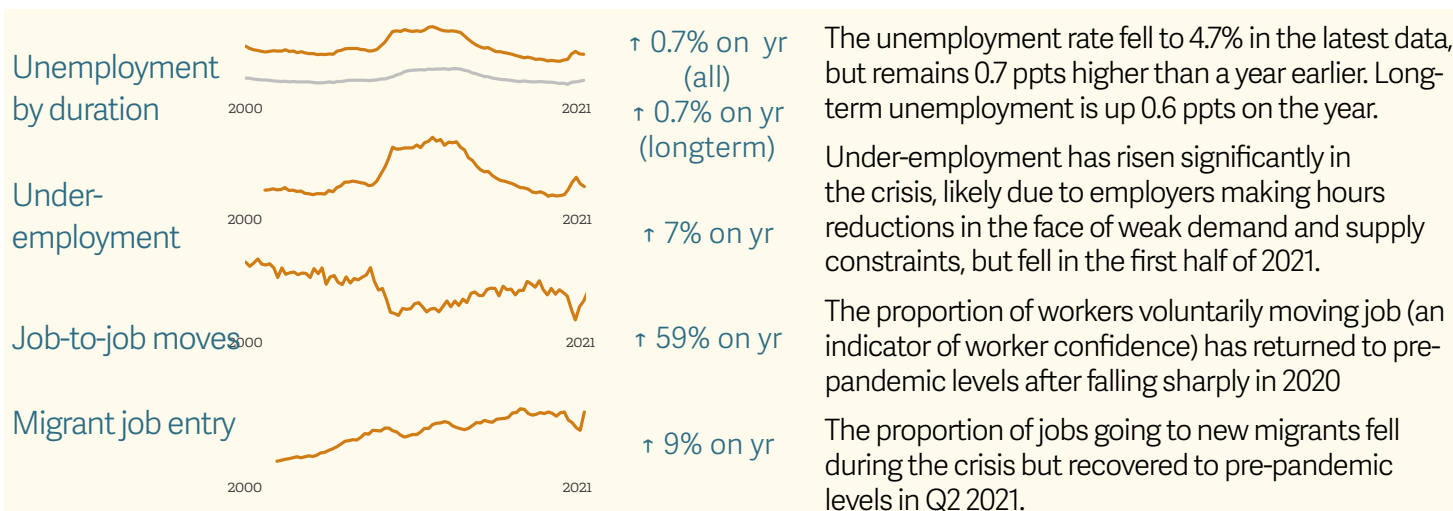 Unemployment
by duration
2000
2021
↑ 0.7% on yr
(all)
↑ 0.7% on yr
(longterm)
The unemployment rate fell to 4.7% in the latest data,
but remains 0.7 ppts higher than a year earlier. Long-
term unemployment is up 0.6 ppts on the year.
Under-
employment
2000
2021
↑ 7% on yr
Under-employment has risen significantly in
the crisis, likely due to employers making hours
reductions in the face of weak demand and supply
constraints, but fell in the first half of 2021.
Job-to-job moves
2000
2021
↑ 59% on yr
The proportion of workers voluntarily moving job (an
indicator of worker confidence) has returned to pre-
pandemic levels after falling sharply in 2020
Migrant job entry
2000
2021
↑ 9% on yr
The proportion of jobs going to new migrants fell
during the crisis but recovered to pre-pandemic
levels in Q2 2021.